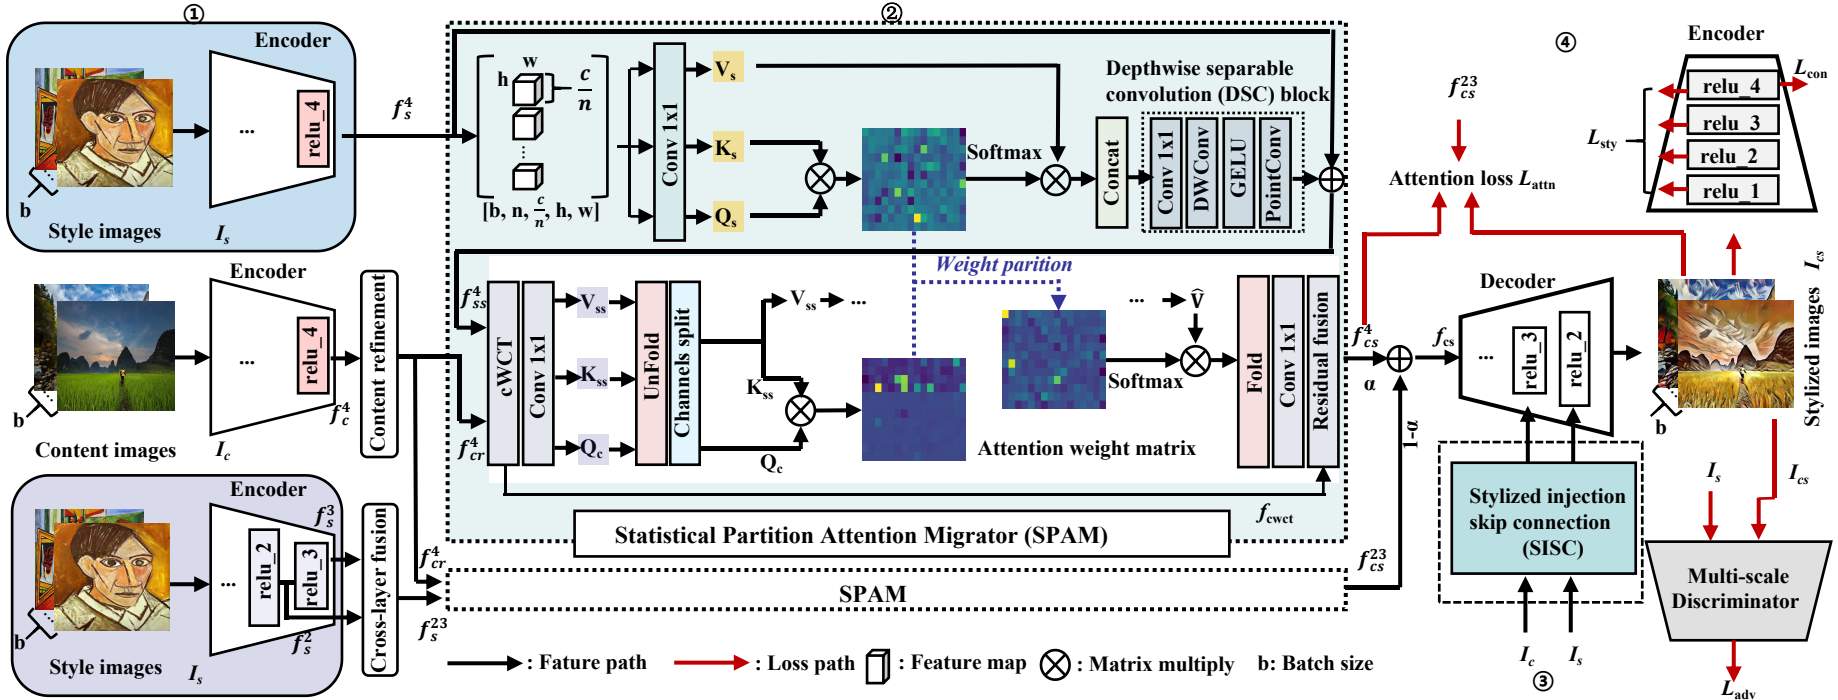 ①
Encoder
...
relu_4
b
Style images
I_s
f_s^4
Encoder
...
relu_4
b
Content images
I_c
f_c^4
Content refinement
Encoder
...
relu_2
relu_3
f_s^3
f_s^2
b
Style images
I_s
Cross-layer fusion
f_cr^4
f_s^23
②
w
h
c/n
...
[b, n, c/n, h, w]
Conv 1x1
V_s
K_s
Q_s
Softmax
Concat
Depthwise separable
convolution (DSC) block
Conv 1x1
DWConv
GELU
PointConv
Weight parition
f_ss^4
f_cr^4
cWCT
Conv 1x1
V_ss
K_ss
Q_c
UnFold
Channels split
V_ss
...
K_ss
Q_c
... V̂
Softmax
Attention weight matrix
Fold
Conv 1x1
Residual fusion
f_cwct
Statistical Partition Attention Migrator (SPAM)
SPAM
f_cs^4
α
f_cs^23
1-α
f_cs
Decoder
...
relu_3
relu_2
Stylized injection
skip connection
(SISC)
I_c
I_s
③
④
f_cs^23
Attention loss L_attn
Encoder
relu_4
relu_3
relu_2
relu_1
L_con
L_sty
b
Stylized images I_cs
I_s
I_cs
Multi-scale
Discriminator
L_adv
: Fature path
: Loss path
: Feature map
: Matrix multiply
b: Batch size